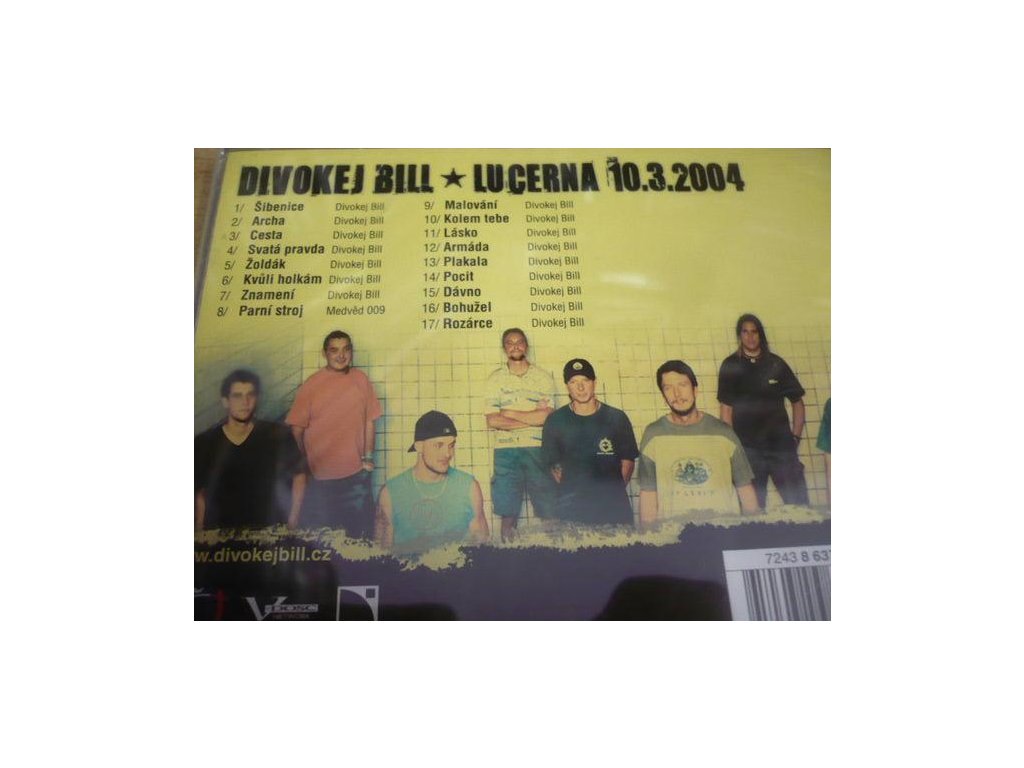 DIVOKEJ BILL ★ LUCERNA 10.3.2004
1/ Šibenice Divokej Bill
2/ Archa Divokej Bill
3/ Cesta Divokej Bill
4/ Svatá pravda Divokej Bill
5/ Žoldák Divokej Bill
6/ Kvůli holkám Divokej Bill
7/ Znamení Divokej Bill
8/ Parní stroj Medvěd 009
9/ Malování Divokej Bill
10/ Kolem tebe Divokej Bill
11/ Lásko Divokej Bill
12/ Armáda Divokej Bill
13/ Plakala Divokej Bill
14/ Pocit Divokej Bill
15/ Dávno Divokej Bill
16/ Bohužel Divokej Bill
17/ Rozárce Divokej Bill
w.divokejbill.cz
7243 8 63
V-DOSC